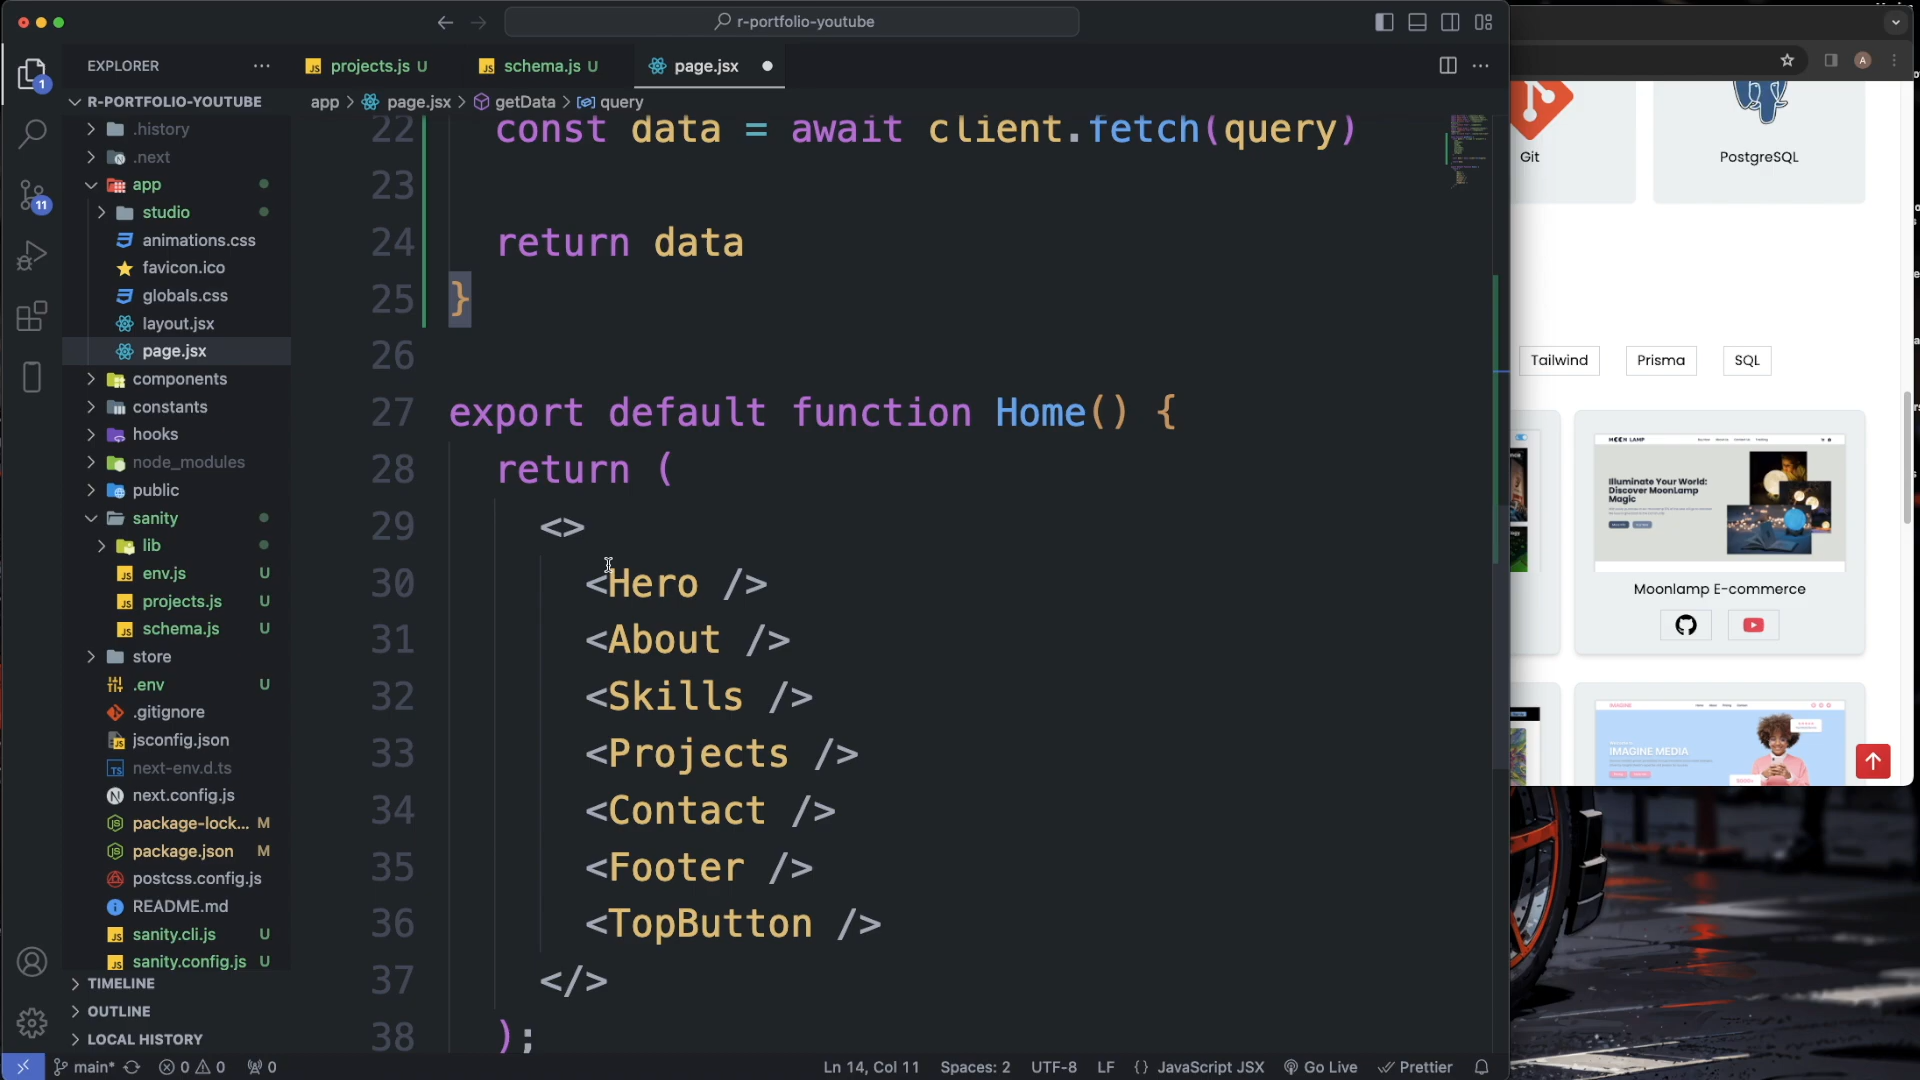 r-portfolio-youtube
EXPLORER
projects.js U
schema.js U
page.jsx
R-PORTFOLIO-YOUTUBE
app > page.jsx > getData > query
.history
.next
app
studio
animations.css
favicon.ico
globals.css
layout.jsx
page.jsx
components
constants
hooks
node_modules
public
sanity
lib
env.js U
projects.js U
schema.js U
store
.env U
.gitignore
jsconfig.json
next-env.d.ts
next.config.js
package-lock... M
package.json M
postcss.config.js
README.md
sanity.cli.js U
sanity.config.js U
TIMELINE
OUTLINE
LOCAL HISTORY
1
11
22 const data = await client.fetch(query)
23
24 return data
25 }
26
27 export default function Home() {
28 return (
29 <>
30 <Hero />
31 <About />
32 <Skills />
33 <Projects />
34 <Contact />
35 <Footer />
36 <TopButton />
37 </>
38 );
main* 0 0 0
Ln 14, Col 11 Spaces: 2 UTF-8 LF {} JavaScript JSX Go Live Prettier
A
Git
PostgreSQL
Tailwind
Prisma
SQL
Illuminate Your World:
Discover MoonLamp
Magic
Moonlamp E-commerce
IMAGINE
IMAGINE MEDIA